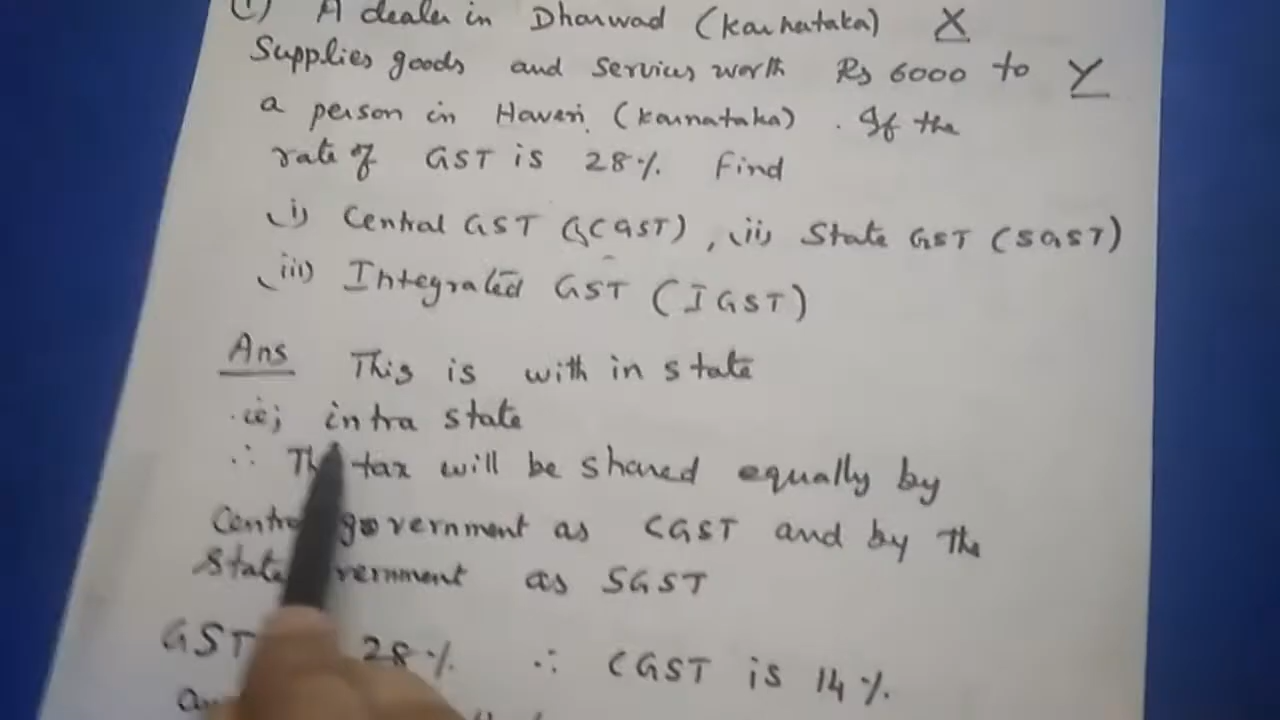 (1) A dealer in Dharwad (Karnataka) X
Supplies goods and services worth Rs 6000 to Y
a person in Haveri (Karnataka). If the
rate of GST is 28%. Find
(i) Central GST (CGST), (ii) State GST (SGST)
(iii) Integrated GST (IGST)
Ans This is with in state
ie; intra state
∴ The tax will be shared equally by
government as CGST and by the
State as SGST
GST 28% ∴ CGST is 14%.